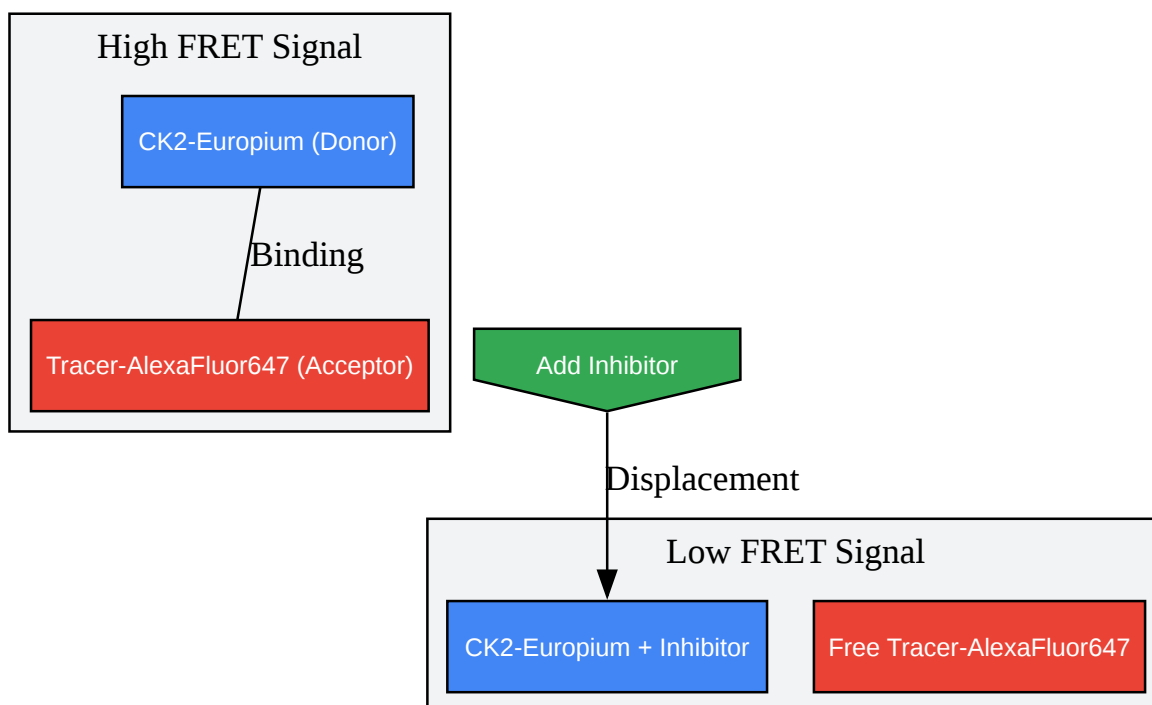 High FRET Signal
CK2-Europium (Donor)
Binding
Tracer-AlexaFluor647 (Acceptor)
Add Inhibitor
Displacement
Low FRET Signal
CK2-Europium + Inhibitor
Free Tracer-AlexaFluor647